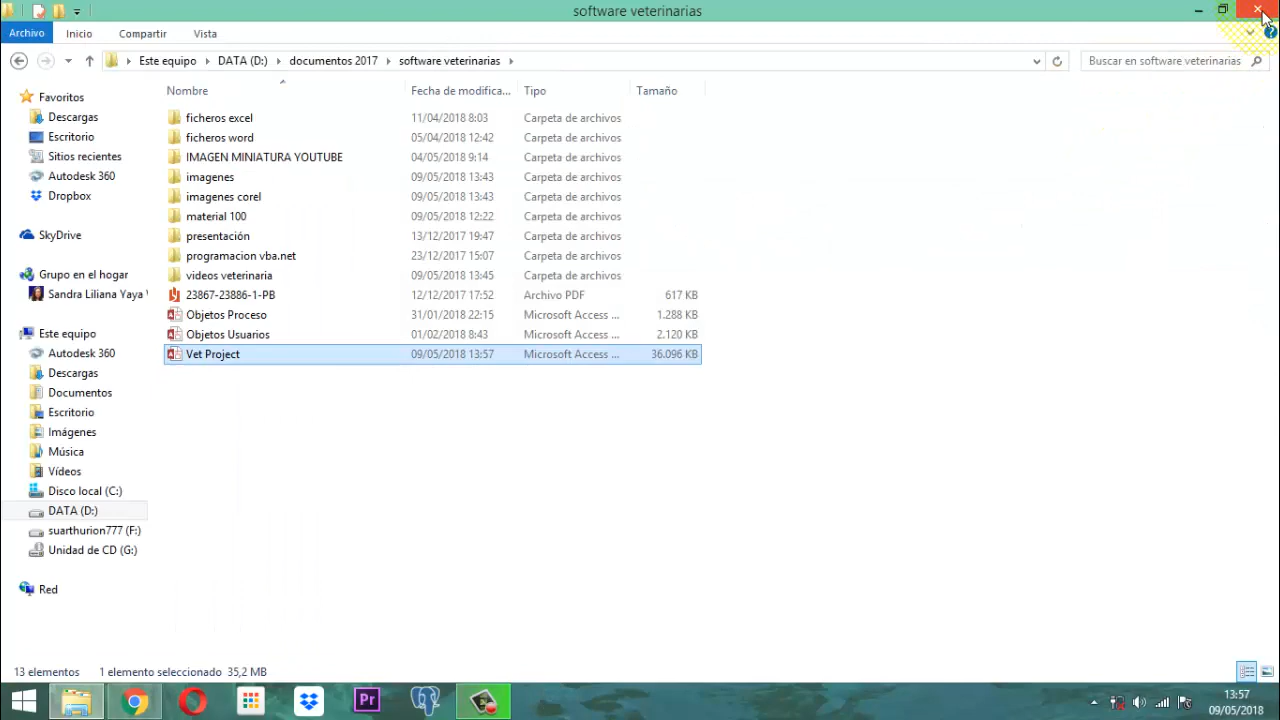 software veterinarias
Archivo Inicio Compartir Vista
Este equipo DATA (D:) documentos 2017 software veterinarias Buscar en software veterinarias
Nombre Fecha de modifica... Tipo Tamaño
ficheros excel 11/04/2018 8:03 Carpeta de archivos
ficheros word 05/04/2018 12:42 Carpeta de archivos
IMAGEN MINIATURA YOUTUBE 04/05/2018 9:14 Carpeta de archivos
imagenes 09/05/2018 13:43 Carpeta de archivos
imagenes corel 09/05/2018 13:43 Carpeta de archivos
material 100 09/05/2018 12:22 Carpeta de archivos
presentación 13/12/2017 19:47 Carpeta de archivos
programacion vba.net 23/12/2017 15:07 Carpeta de archivos
videos veterinaria 09/05/2018 13:45 Carpeta de archivos
23867-23886-1-PB 12/12/2017 17:52 Archivo PDF 617 KB
Objetos Proceso 31/01/2018 22:15 Microsoft Access ... 1.288 KB
Objetos Usuarios 01/02/2018 8:43 Microsoft Access ... 2.120 KB
Vet Project 09/05/2018 13:57 Microsoft Access ... 36.096 KB
Favoritos
Descargas
Escritorio
Sitios recientes
Autodesk 360
Dropbox
SkyDrive
Grupo en el hogar
Sandra Liliana Yaya
Este equipo
Autodesk 360
Descargas
Documentos
Escritorio
Imágenes
Música
Vídeos
Disco local (C:)
DATA (D:)
suarthurion777 (F:)
Unidad de CD (G:)
Red
13 elementos 1 elemento seleccionado 35,2 MB
Pr
13:57
09/05/2018